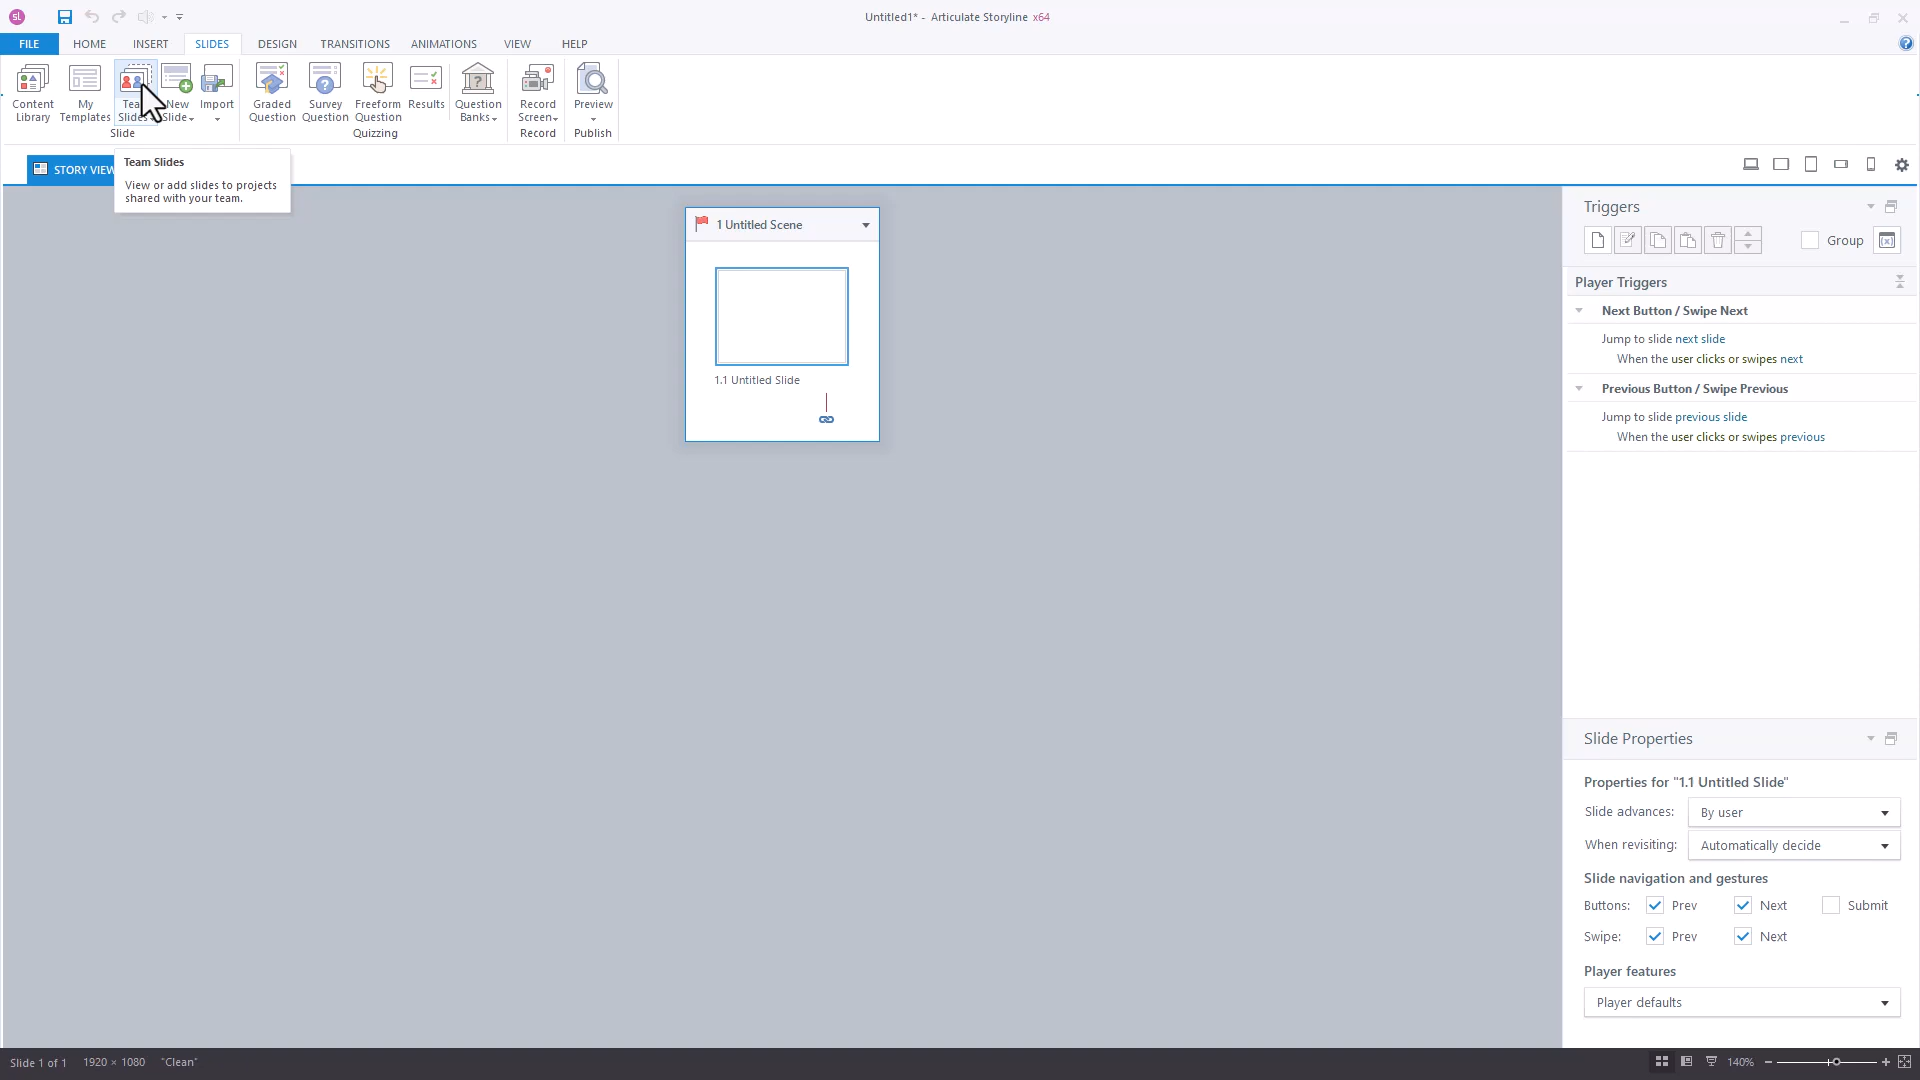 sl
Untitled1* - Articulate Storyline x64
FILE HOME INSERT SLIDES DESIGN TRANSITIONS ANIMATIONS VIEW HELP
Content Library
My Templates
Slides
New Slide
Import
Slide
Graded Question
Survey Question
Freeform Question
Results
Question Banks
Quizzing
Record Screen
Record
Preview
Publish
STORY VIEW
Team Slides
View or add slides to projects
shared with your team.
1 Untitled Scene
1.1 Untitled Slide
Triggers
Group
Player Triggers
Next Button / Swipe Next
Jump to slide next slide
When the user clicks or swipes next
Previous Button / Swipe Previous
Jump to slide previous slide
When the user clicks or swipes previous
Slide Properties
Properties for "1.1 Untitled Slide"
Slide advances: By user
When revisiting: Automatically decide
Slide navigation and gestures
Buttons: Prev Next Submit
Swipe: Prev Next
Player features
Player defaults
Slide 1 of 1 1920 × 1080 "Clean" 140%